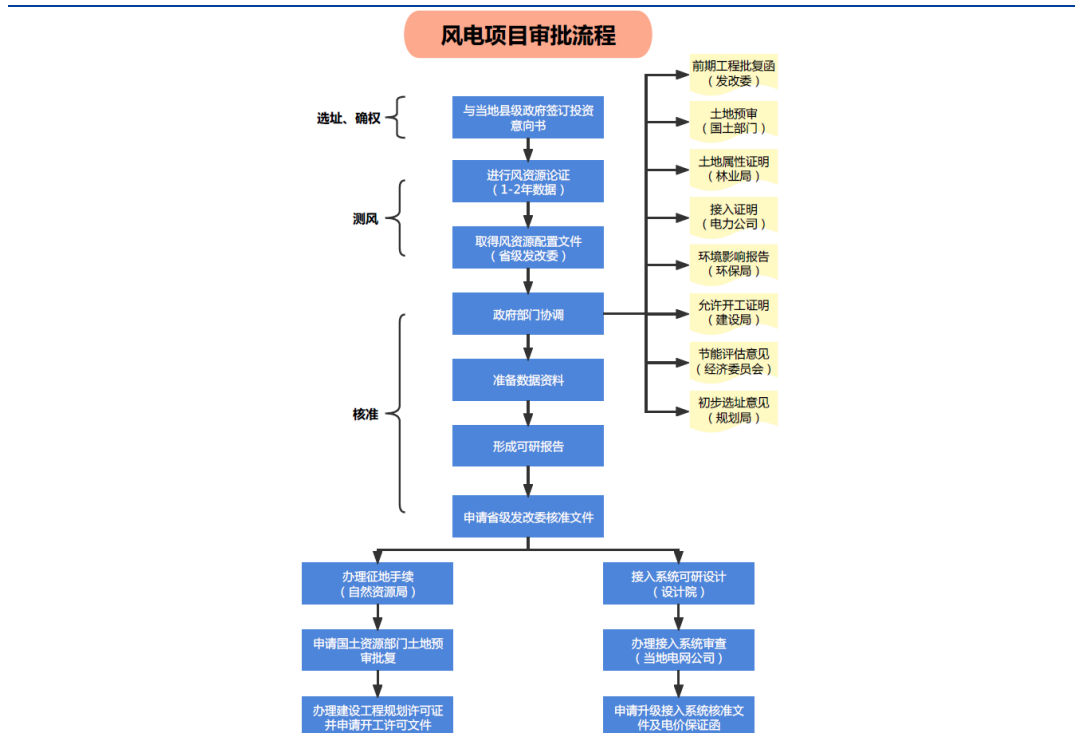 风电项目审批流程
选址、确权
与当地县级政府签订投资
意向书
测风
进行风资源论证
（1-2年数据）
取得风资源配置文件
（省级发改委）
核准
政府部门协调
准备数据资料
形成可研报告
申请省级发改委核准文件
前期工程批复函
（发改委）
土地预审
（国土部门）
土地属性证明
（林业局）
接入证明
（电力公司）
环境影响报告
（环保局）
允许开工证明
（建设局）
节能评估意见
（经济委员会）
初步选址意见
（规划局）
办理征地手续
（自然资源局）
申请国土资源部门土地预
审批复
办理建设工程规划许可证
并申请开工许可文件
接入系统可研设计
（设计院）
办理接入系统审查
（当地电网公司）
申请升级接入系统核准文
件及电价保证函